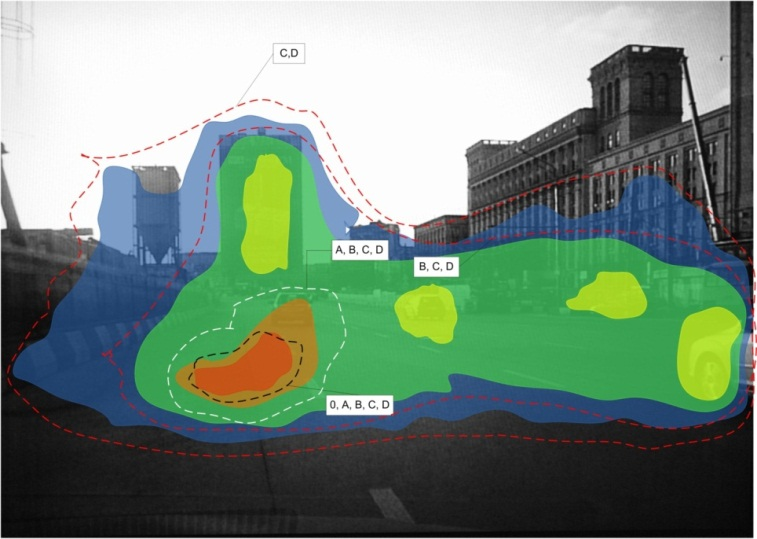 C,D
A, B, C, D
B, C, D
0, A, B, C, D